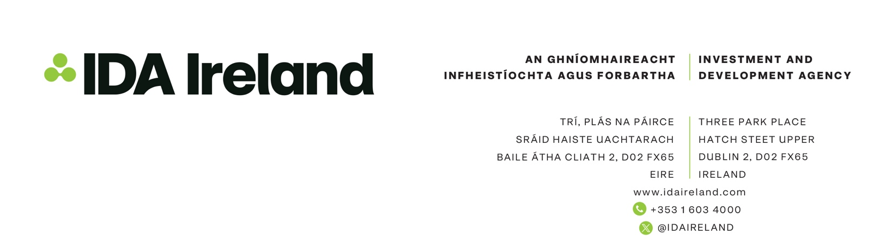 IDA Ireland
AN GHNÍOMHAIREACHT
INFHEISTÍOCHTA AGUS FORBARTHA
INVESTMENT AND
DEVELOPMENT AGENCY
TRÍ, PLÁS NA PÁIRCE
SRÁID HAISTE UACHTARACH
BAILE ÁTHA CLIATH 2, D02 FX65
EIRE
THREE PARK PLACE
HATCH STEET UPPER
DUBLIN 2, D02 FX65
IRELAND
www.idaireland.com
+353 1 603 4000
@IDAIRELAND